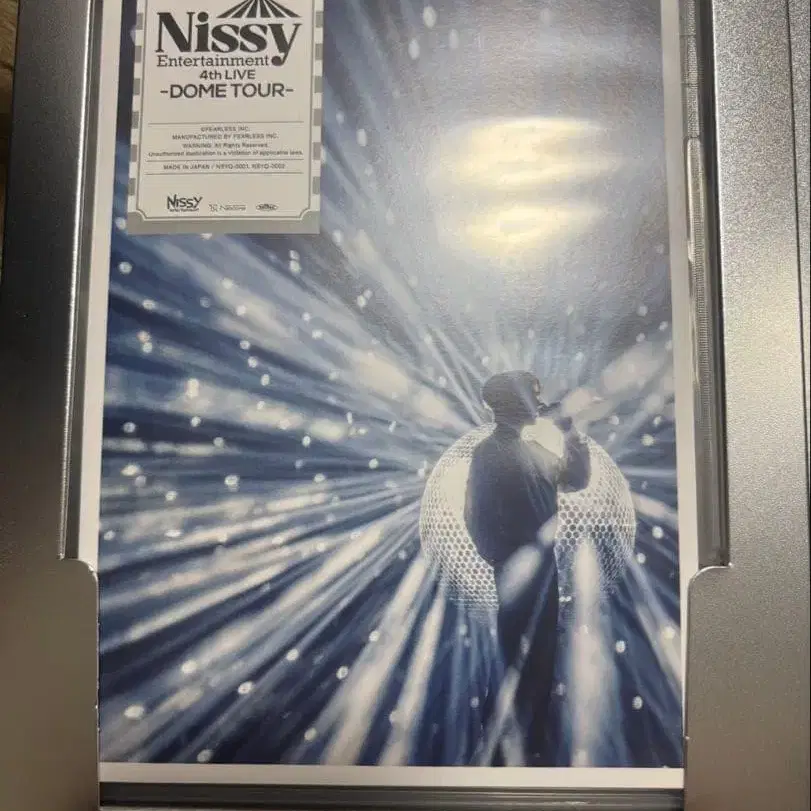 Nissy
Entertainment
4th LIVE
-DOME TOUR-
©FEARLESS INC.
MANUFACTURED BY FEARLESS INC.
WARNING: All Rights Reserved.
Unauthorized duplication is a violation of applicable laws.
MADE IN JAPAN / NSYQ-0001, NSYQ-0002
Nissy